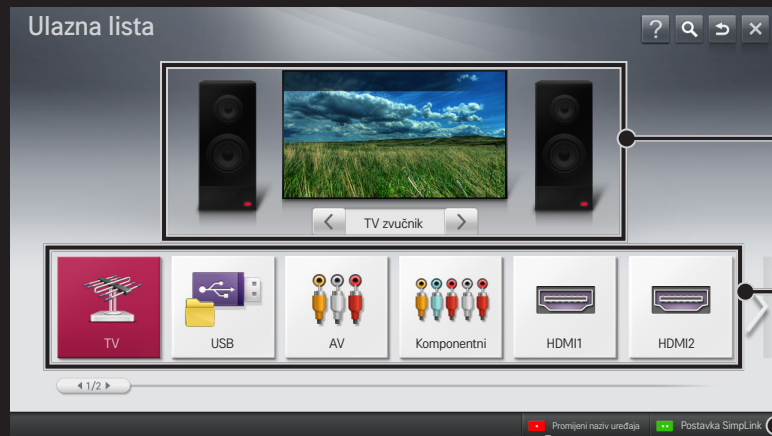 Ulazna lista
?
TV zvučnik
TV
USB
AV
Komponentni
HDMI1
HDMI2
1/2
Promijeni naziv uređaja
Postavka SimpLink